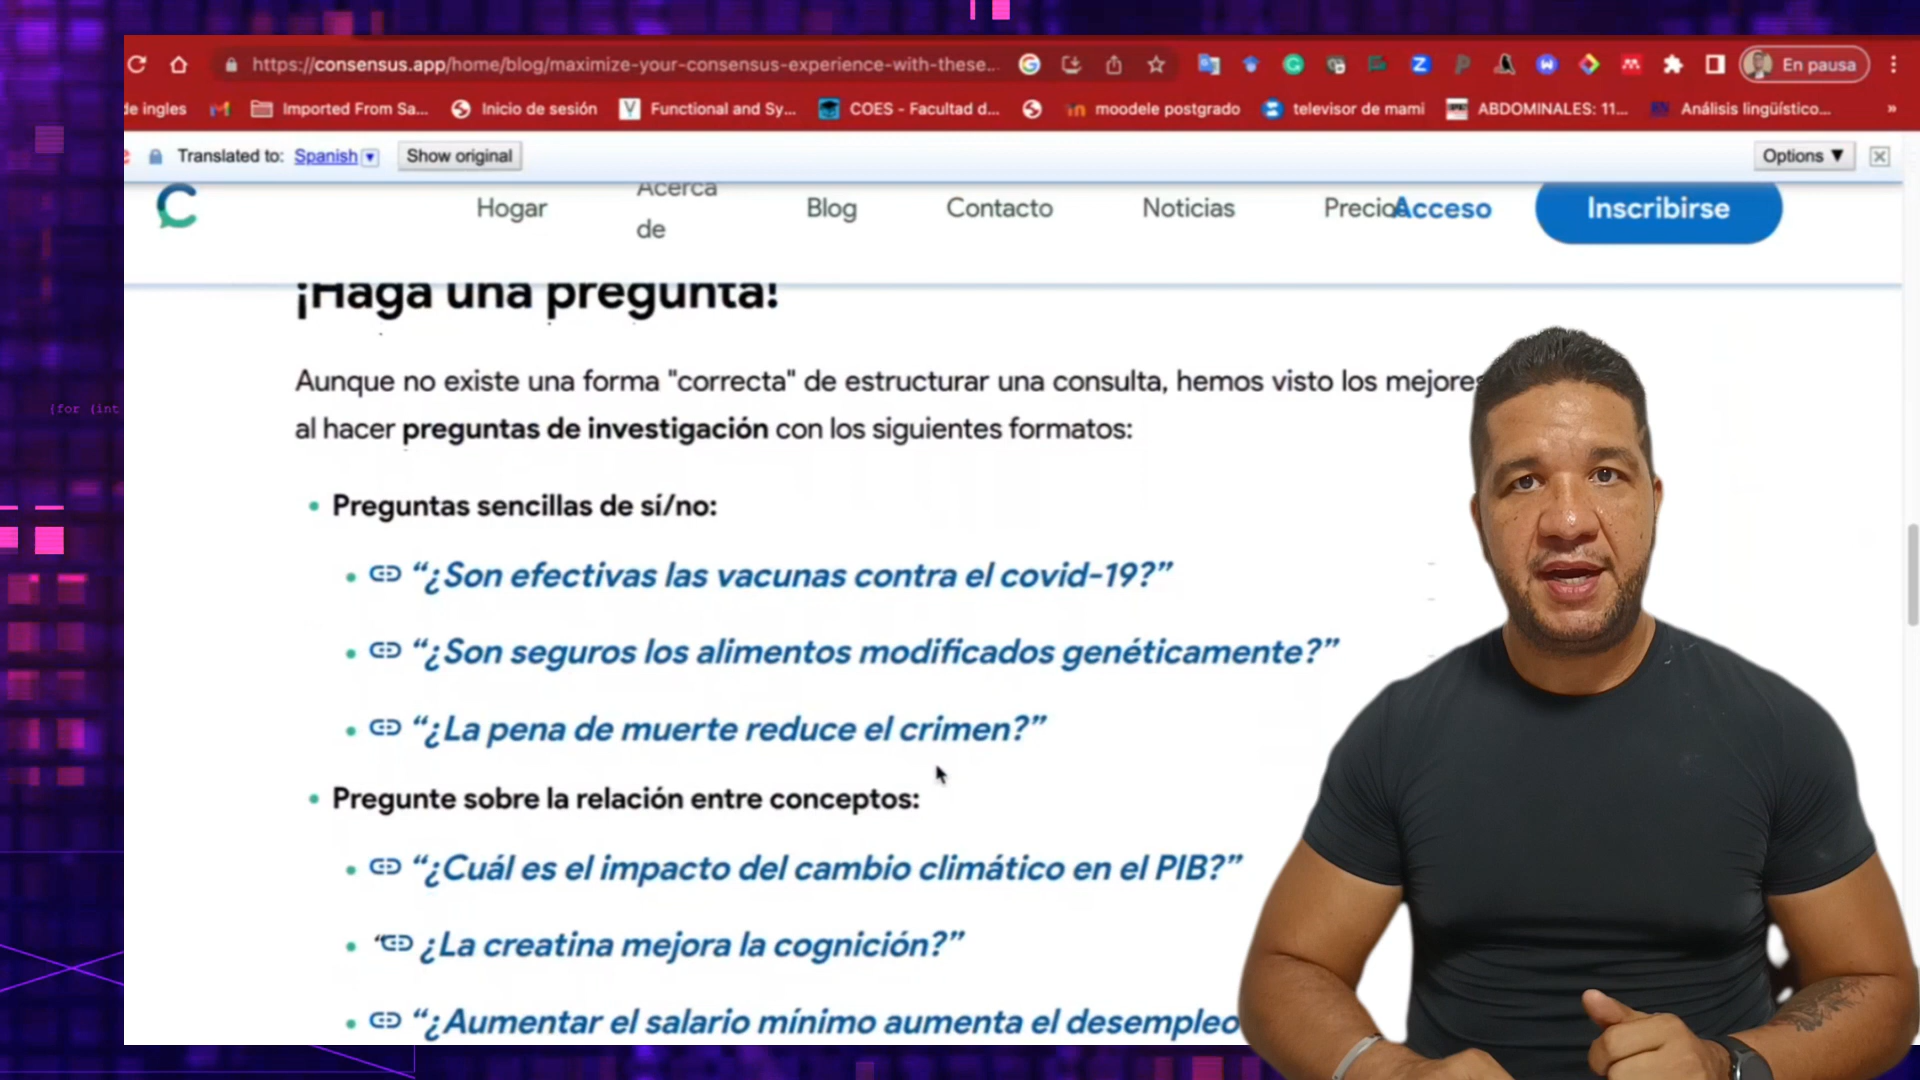 https://consensus.app/home/blog/maximize-your-consensus-experience-with-these...
En pausa
de ingles
Imported From Sa...
Inicio de sesión
Functional and Sy...
COES - Facultad d...
moodele postgrado
televisor de mami
ABDOMINALES: 11...
Análisis lingüístico...
»
Translated to: Spanish
Show original
Options ▼
Hogar
Acerca
de
Blog
Contacto
Noticias
Precio
Acceso
Inscribirse
¡Haga una pregunta!
Aunque no existe una forma "correcta" de estructurar una consulta, hemos visto los mejores
al hacer preguntas de investigación con los siguientes formatos:
• Preguntas sencillas de sí/no:
• “¿Son efectivas las vacunas contra el covid-19?”
• “¿Son seguros los alimentos modificados genéticamente?”
• “¿La pena de muerte reduce el crimen?”
• Pregunte sobre la relación entre conceptos:
• “¿Cuál es el impacto del cambio climático en el PIB?”
• “¿La creatina mejora la cognición?”
• “¿Aumentar el salario mínimo aumenta el desempleo
{for (int